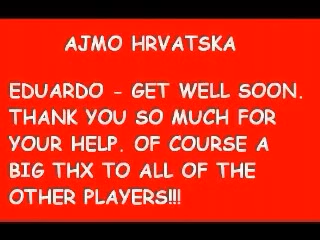 AJMO HRVATSKA
EDUARDO - GET WELL SOON.
THANK YOU SO MUCH FOR
YOUR HELP. OF COURSE A
BIG THX TO ALL OF THE
OTHER PLAYERS!!!